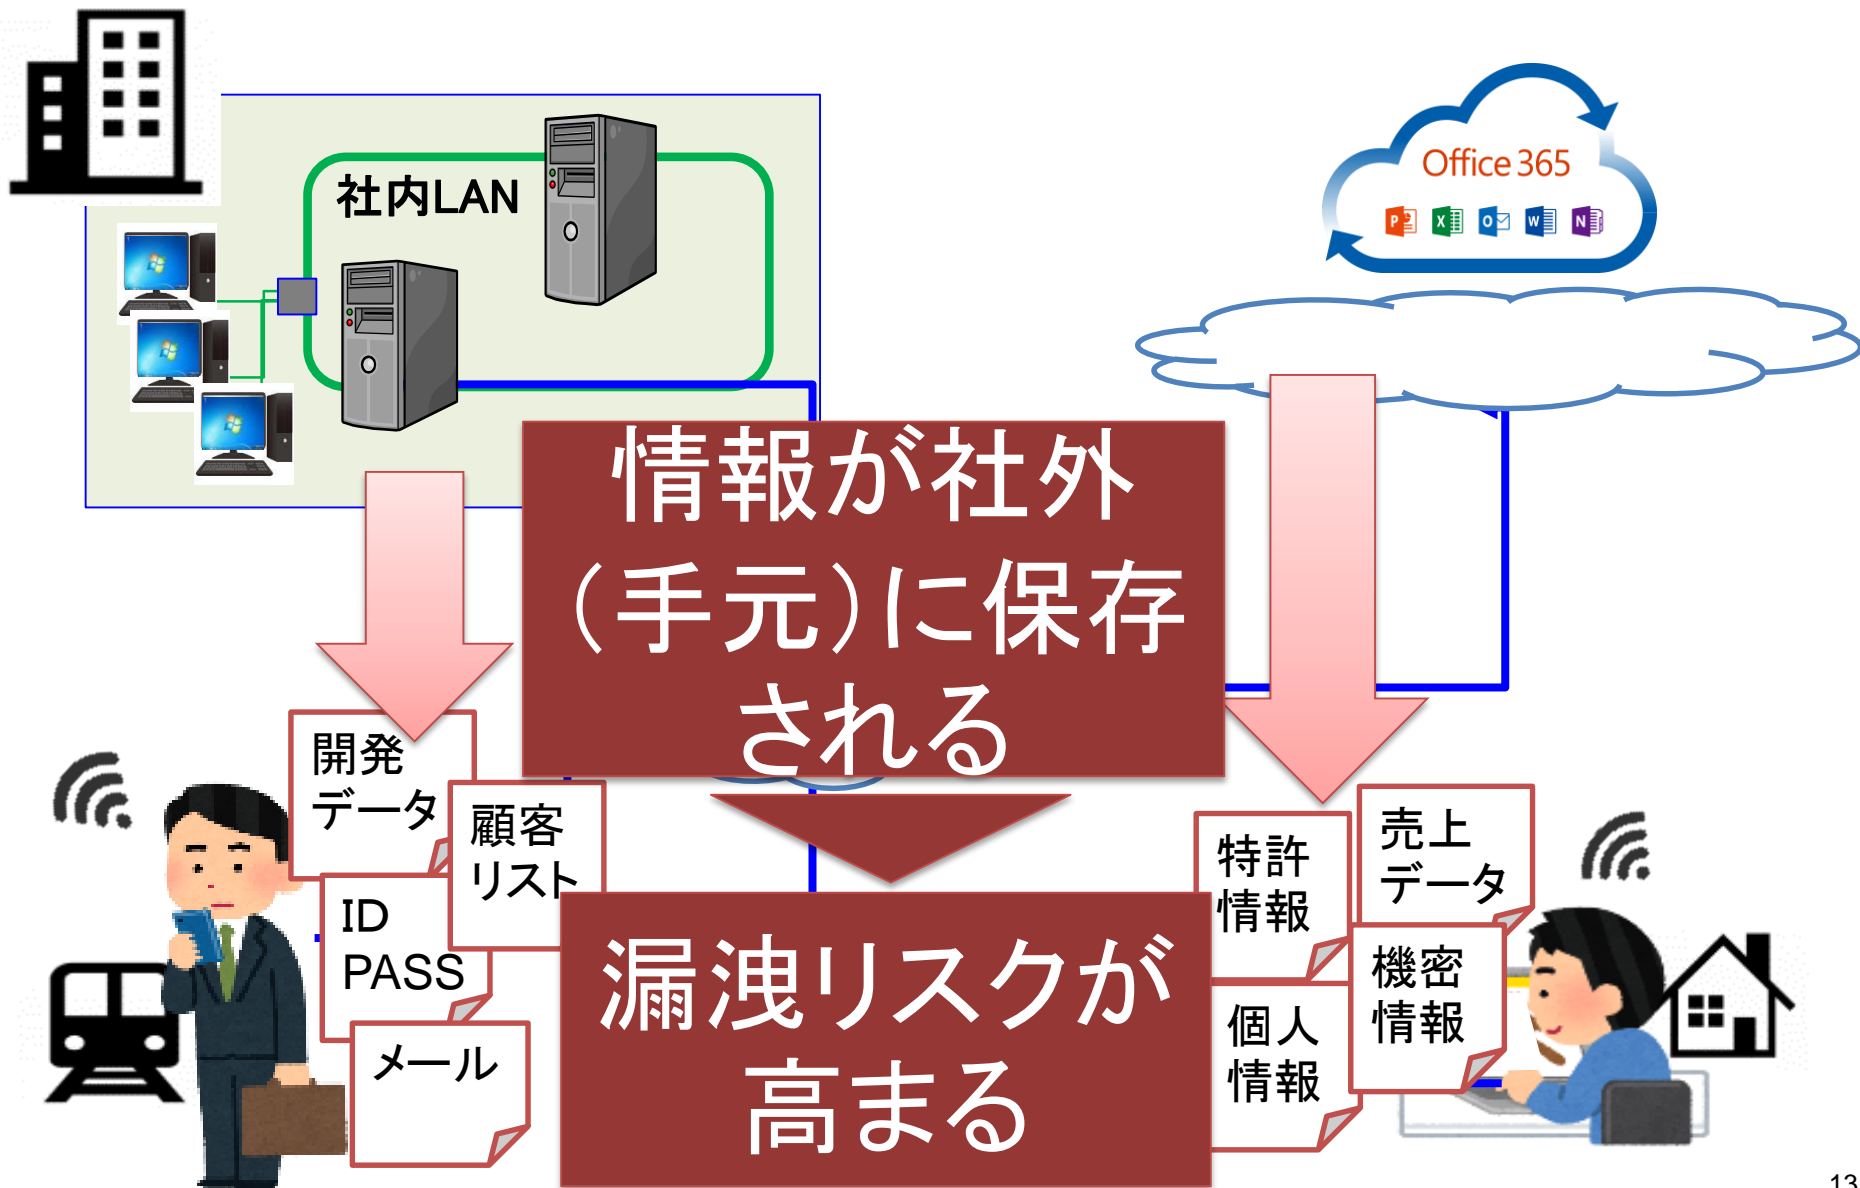 社内LAN
Office 365
情報が社外
（手元）に保存
される
開発
データ
顧客
リスト
ID
PASS
メール
漏洩リスクが
高まる
特許
情報
売上
データ
個人
情報
機密
情報
13